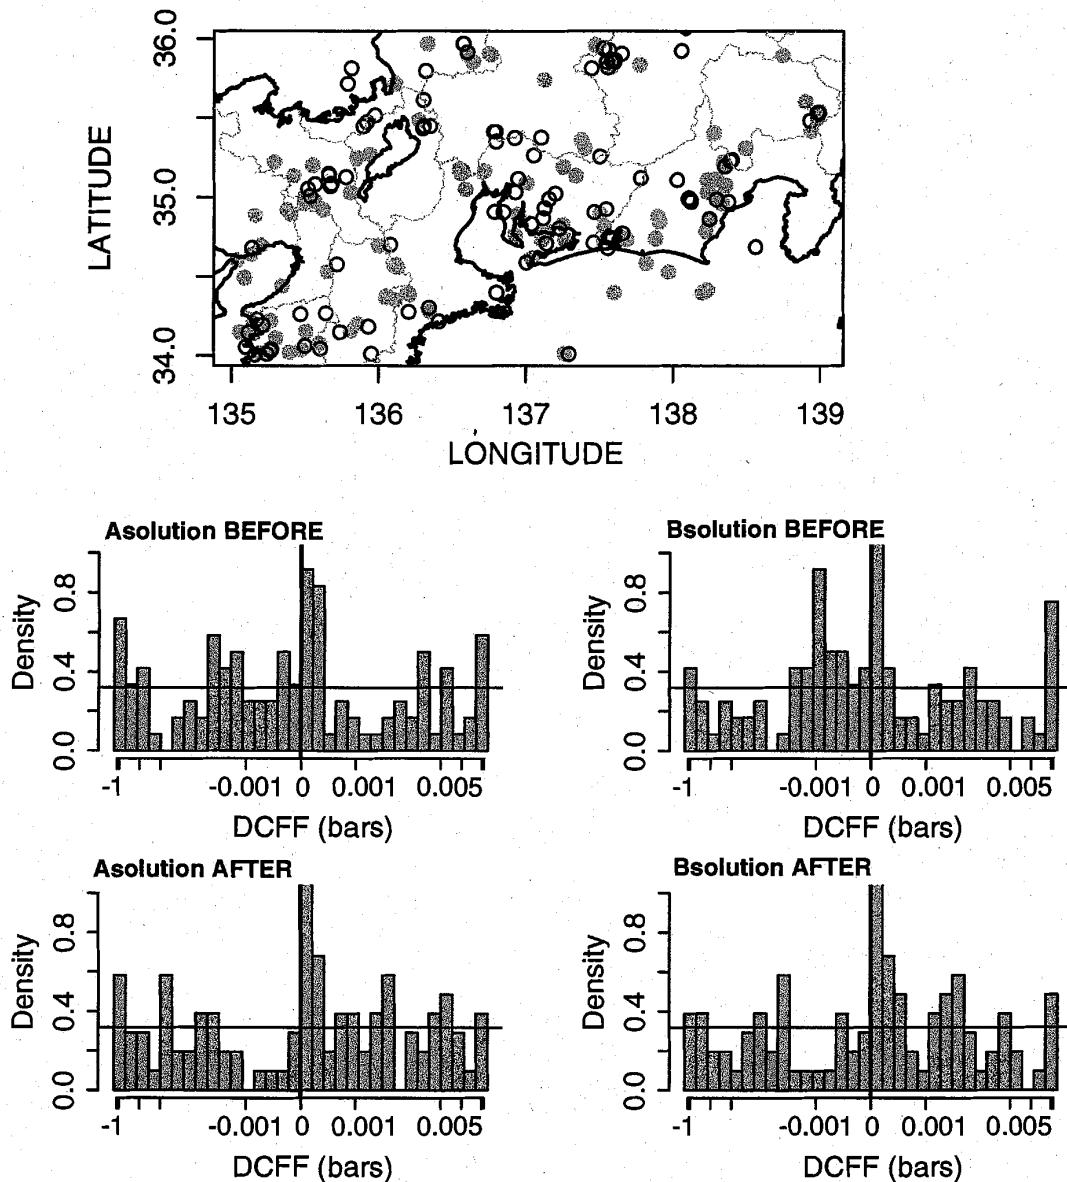 36.0
35.0
34.0
LATITUDE
135 136 137 138 139
LONGITUDE
Asolution BEFORE
Density
0.0 0.4 0.8
-1 -0.001 0 0.001 0.005
DCFF (bars)
Bsolution BEFORE
Density
0.0 0.4 0.8
-1 -0.001 0 0.001 0.005
DCFF (bars)
Asolution AFTER
Density
0.0 0.4 0.8
-1 -0.001 0 0.001 0.005
DCFF (bars)
Bsolution AFTER
Density
0.0 0.4 0.8
-1 -0.001 0 0.001 0.005
DCFF (bars)